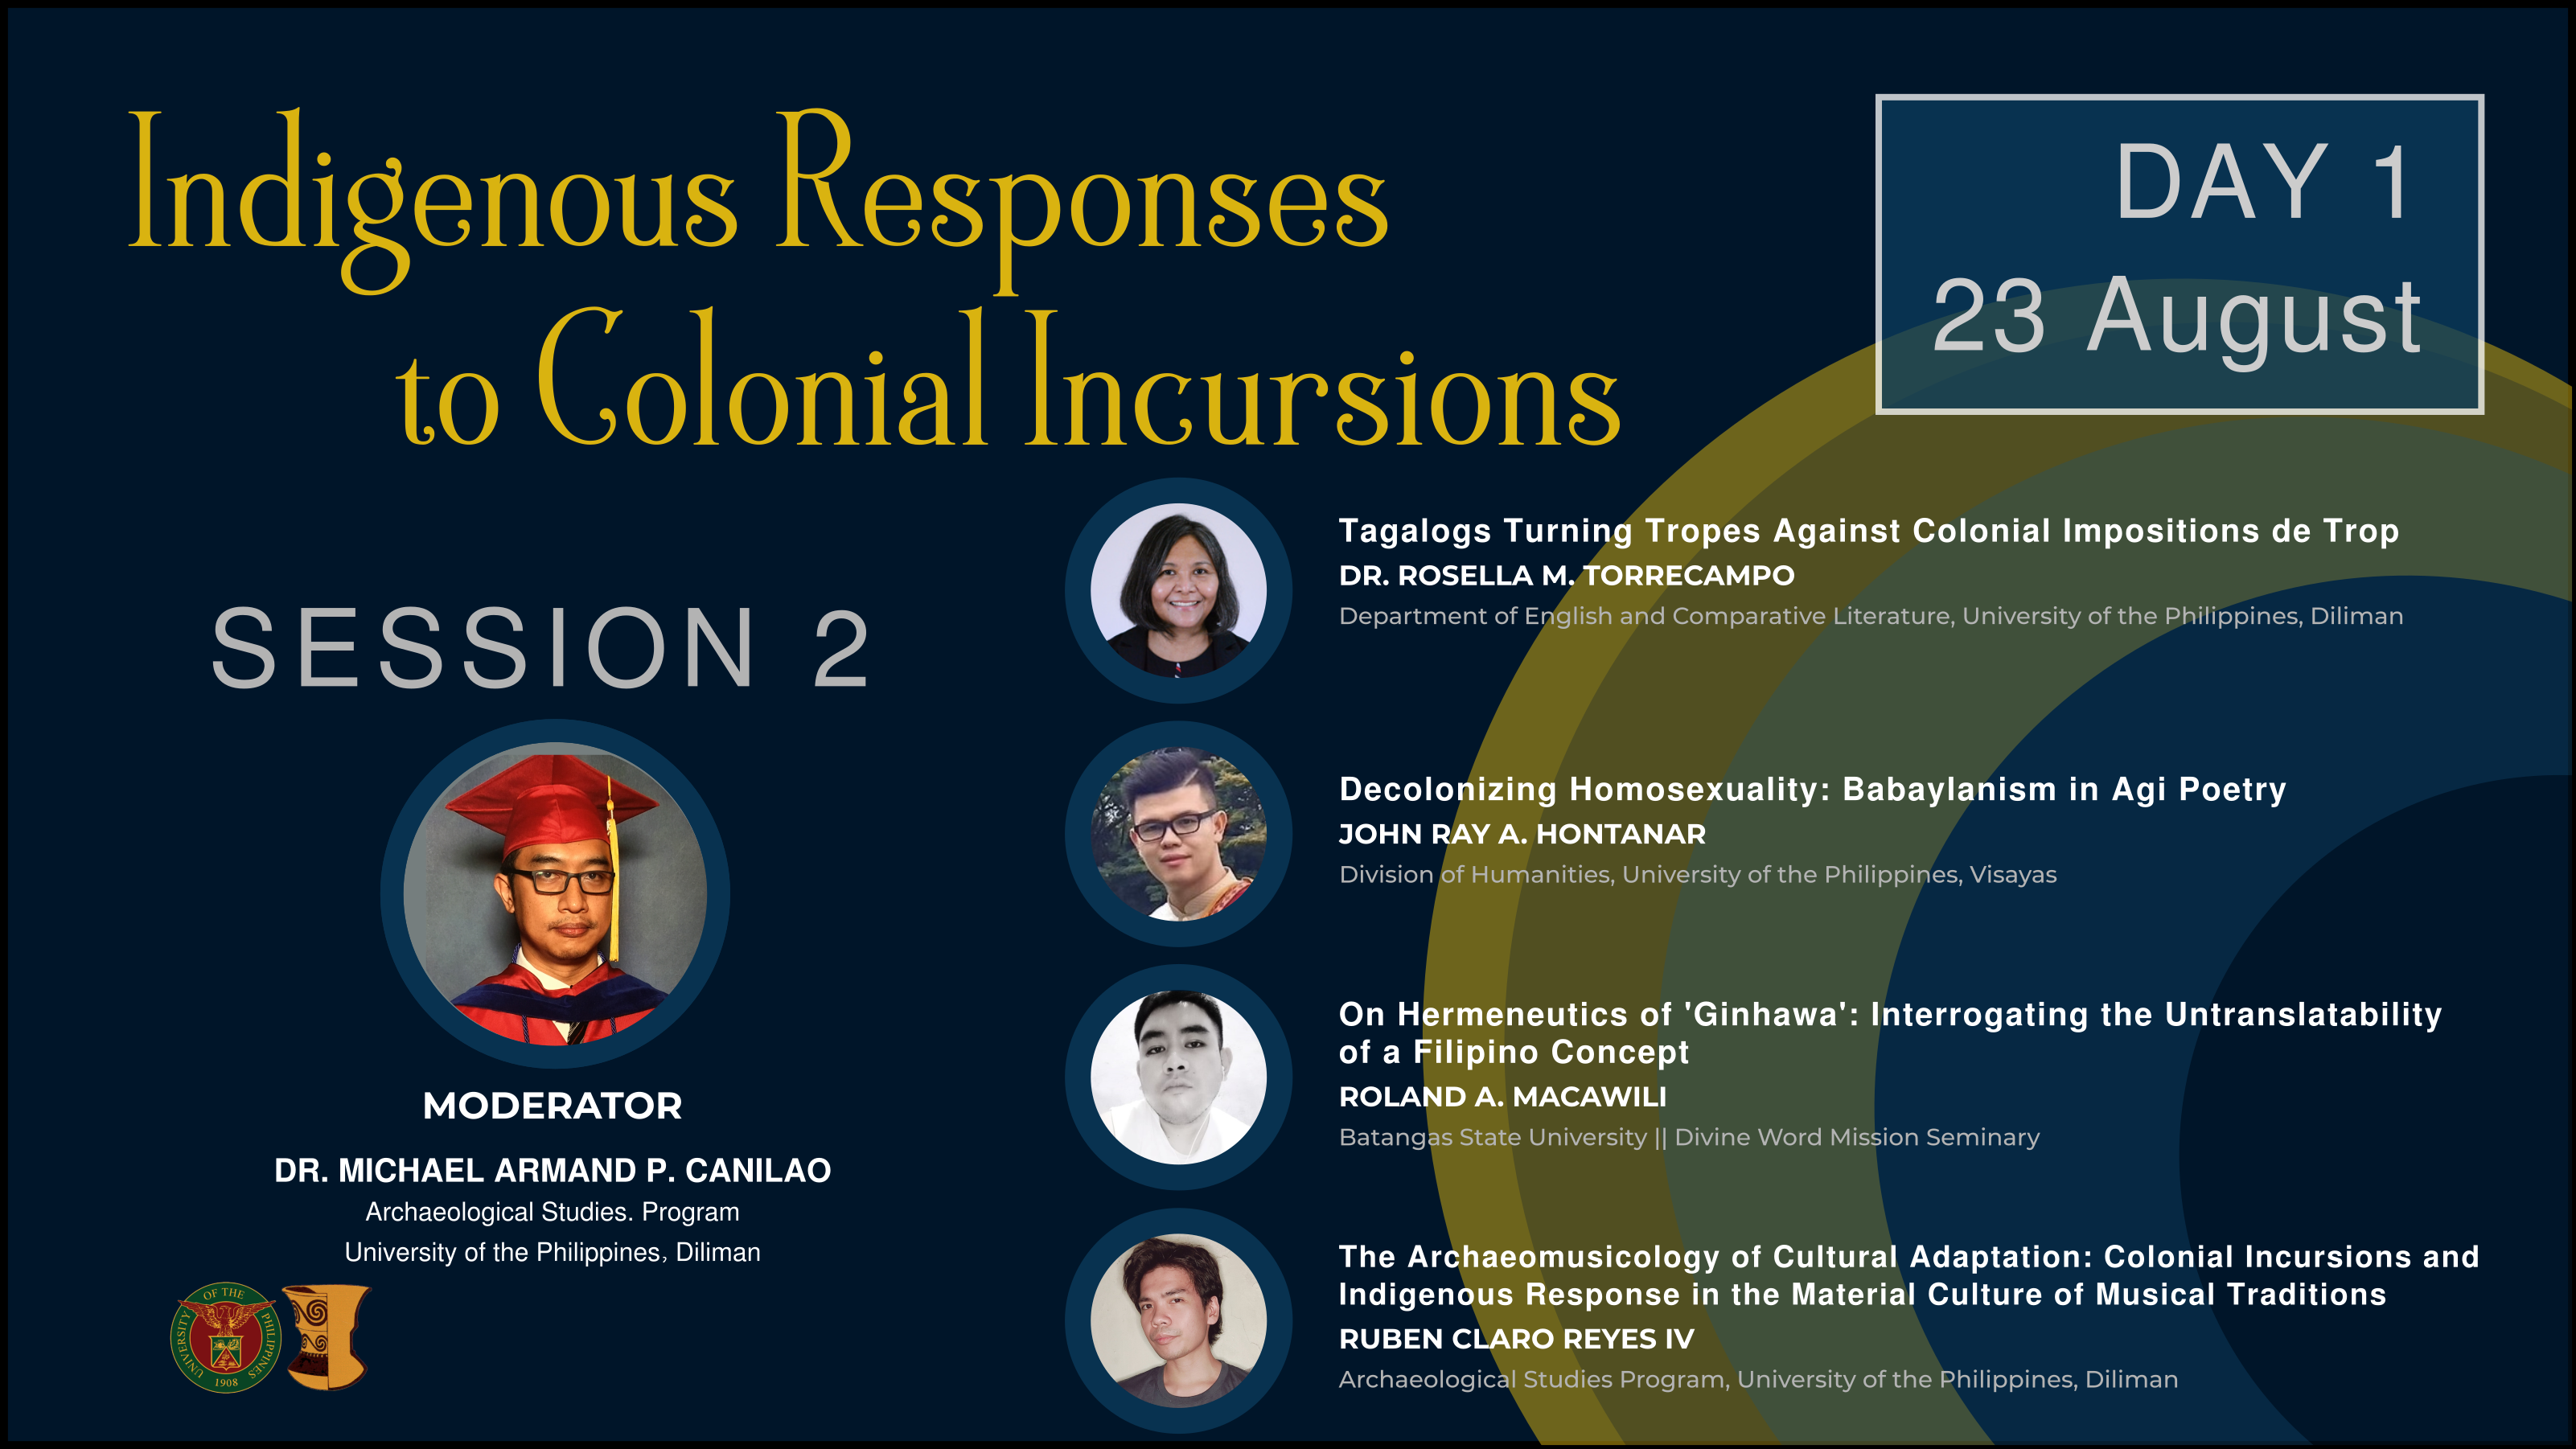 Indigenous Responses
to Colonial Incursions
DAY 1
23 August
SESSION 2
MODERATOR
DR. MICHAEL ARMAND P. CANILAO
Archaeological Studies. Program
University of the Philippines, Diliman
UNIVERSITY OF THE PHILIPPINES
1908
Tagalogs Turning Tropes Against Colonial Impositions de Trop
DR. ROSELLA M. TORRECAMPO
Department of English and Comparative Literature, University of the Philippines, Diliman
Decolonizing Homosexuality: Babaylanism in Agi Poetry
JOHN RAY A. HONTANAR
Division of Humanities, University of the Philippines, Visayas
On Hermeneutics of 'Ginhawa': Interrogating the Untranslatability
of a Filipino Concept
ROLAND A. MACAWILI
Batangas State University || Divine Word Mission Seminary
The Archaeomusicology of Cultural Adaptation: Colonial Incursions and
Indigenous Response in the Material Culture of Musical Traditions
RUBEN CLARO REYES IV
Archaeological Studies Program, University of the Philippines, Diliman